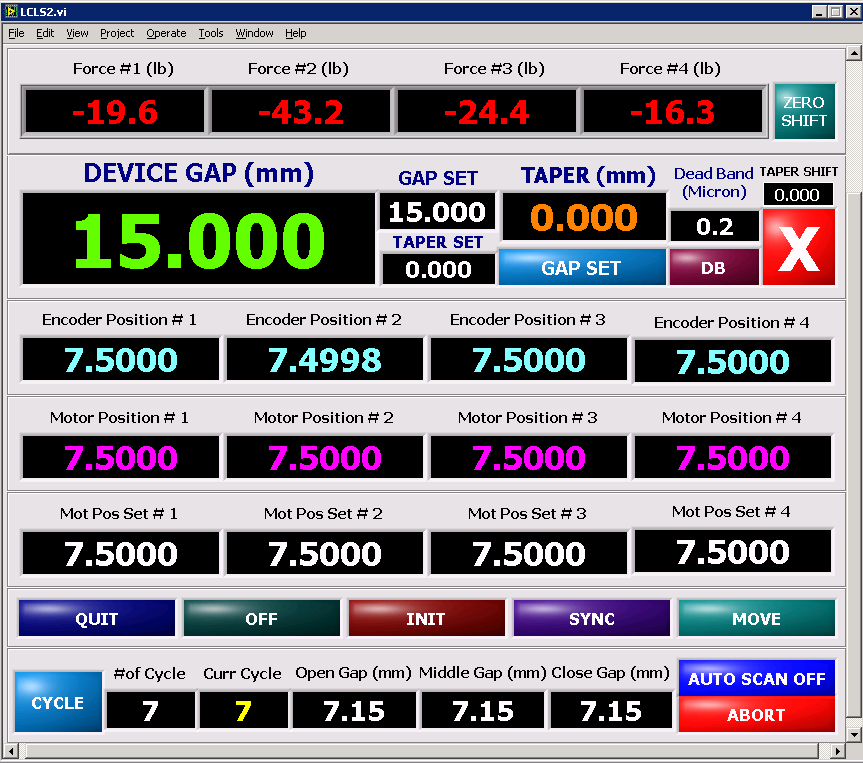 LCLS2.vi
File Edit View Project Operate Tools Window Help
Force #1 (lb) Force #2 (lb) Force #3 (lb) Force #4 (lb)
-19.6 -43.2 -24.4 -16.3 ZERO
SHIFT
DEVICE GAP (mm) GAP SET TAPER (mm) Dead Band
(Micron) TAPER SHIFT
15.000 15.000 0.000 0.2 0.000
TAPER SET X
0.000 GAP SET DB
Encoder Position # 1 Encoder Position # 2 Encoder Position # 3 Encoder Position # 4
7.5000 7.4998 7.5000 7.5000
Motor Position # 1 Motor Position # 2 Motor Position # 3 Motor Position # 4
7.5000 7.5000 7.5000 7.5000
Mot Pos Set # 1 Mot Pos Set # 2 Mot Pos Set # 3 Mot Pos Set # 4
7.5000 7.5000 7.5000 7.5000
QUIT OFF INIT SYNC MOVE
#of Cycle Curr Cycle Open Gap (mm) Middle Gap (mm) Close Gap (mm) AUTO SCAN OFF
CYCLE 7 7 7.15 7.15 7.15 ABORT